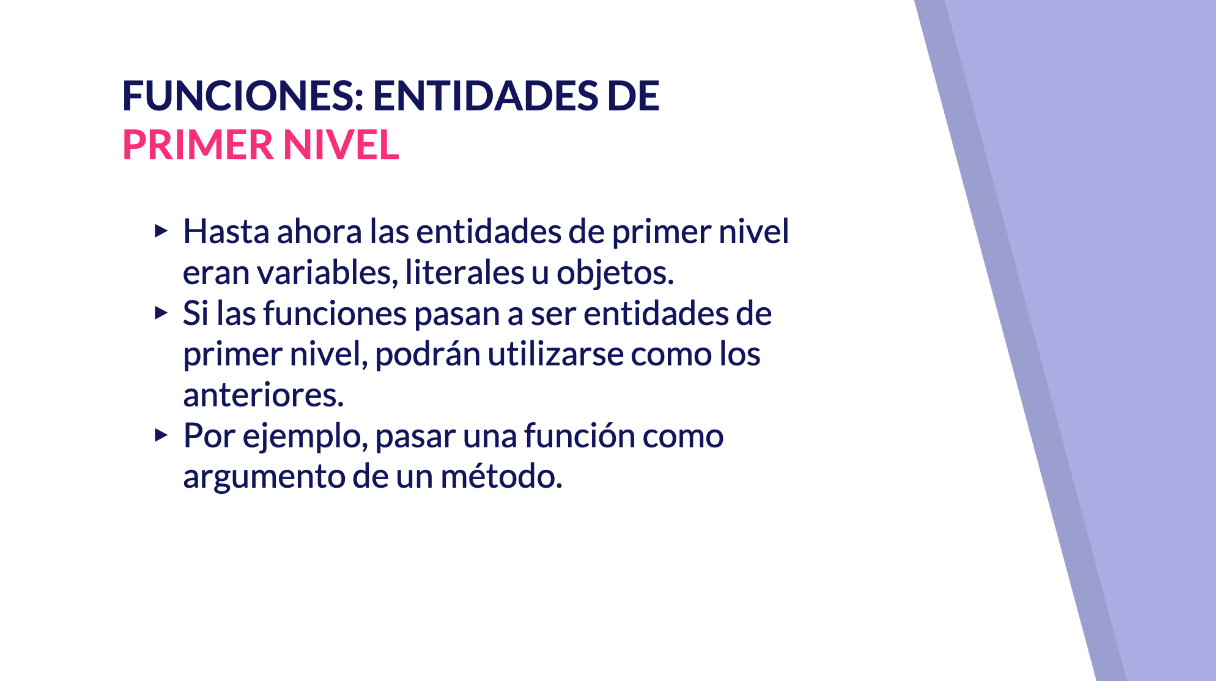 FUNCIONES: ENTIDADES DE
PRIMER NIVEL
▸ Hasta ahora las entidades de primer nivel
eran variables, literales u objetos.
▸ Si las funciones pasan a ser entidades de
primer nivel, podrán utilizarse como los
anteriores.
▸ Por ejemplo, pasar una función como
argumento de un método.